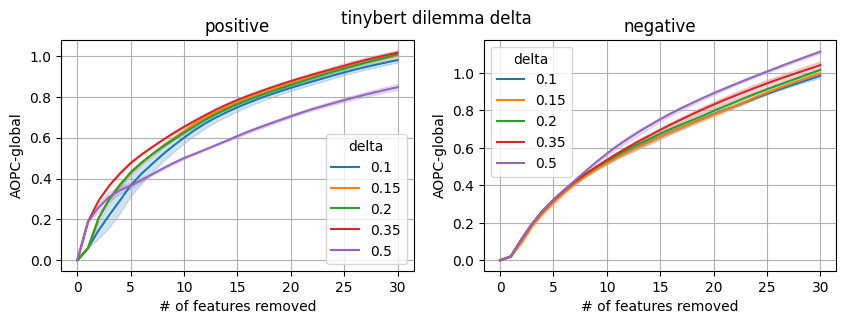 tinybert dilemma delta
positive
AOPC-global
1.0
0.8
0.6
0.4
0.2
0.0
0 5 10 15 20 25 30
# of features removed
delta
0.1
0.15
0.2
0.35
0.5
negative
AOPC-global
1.0
0.8
0.6
0.4
0.2
0.0
0 5 10 15 20 25 30
# of features removed
delta
0.1
0.15
0.2
0.35
0.5